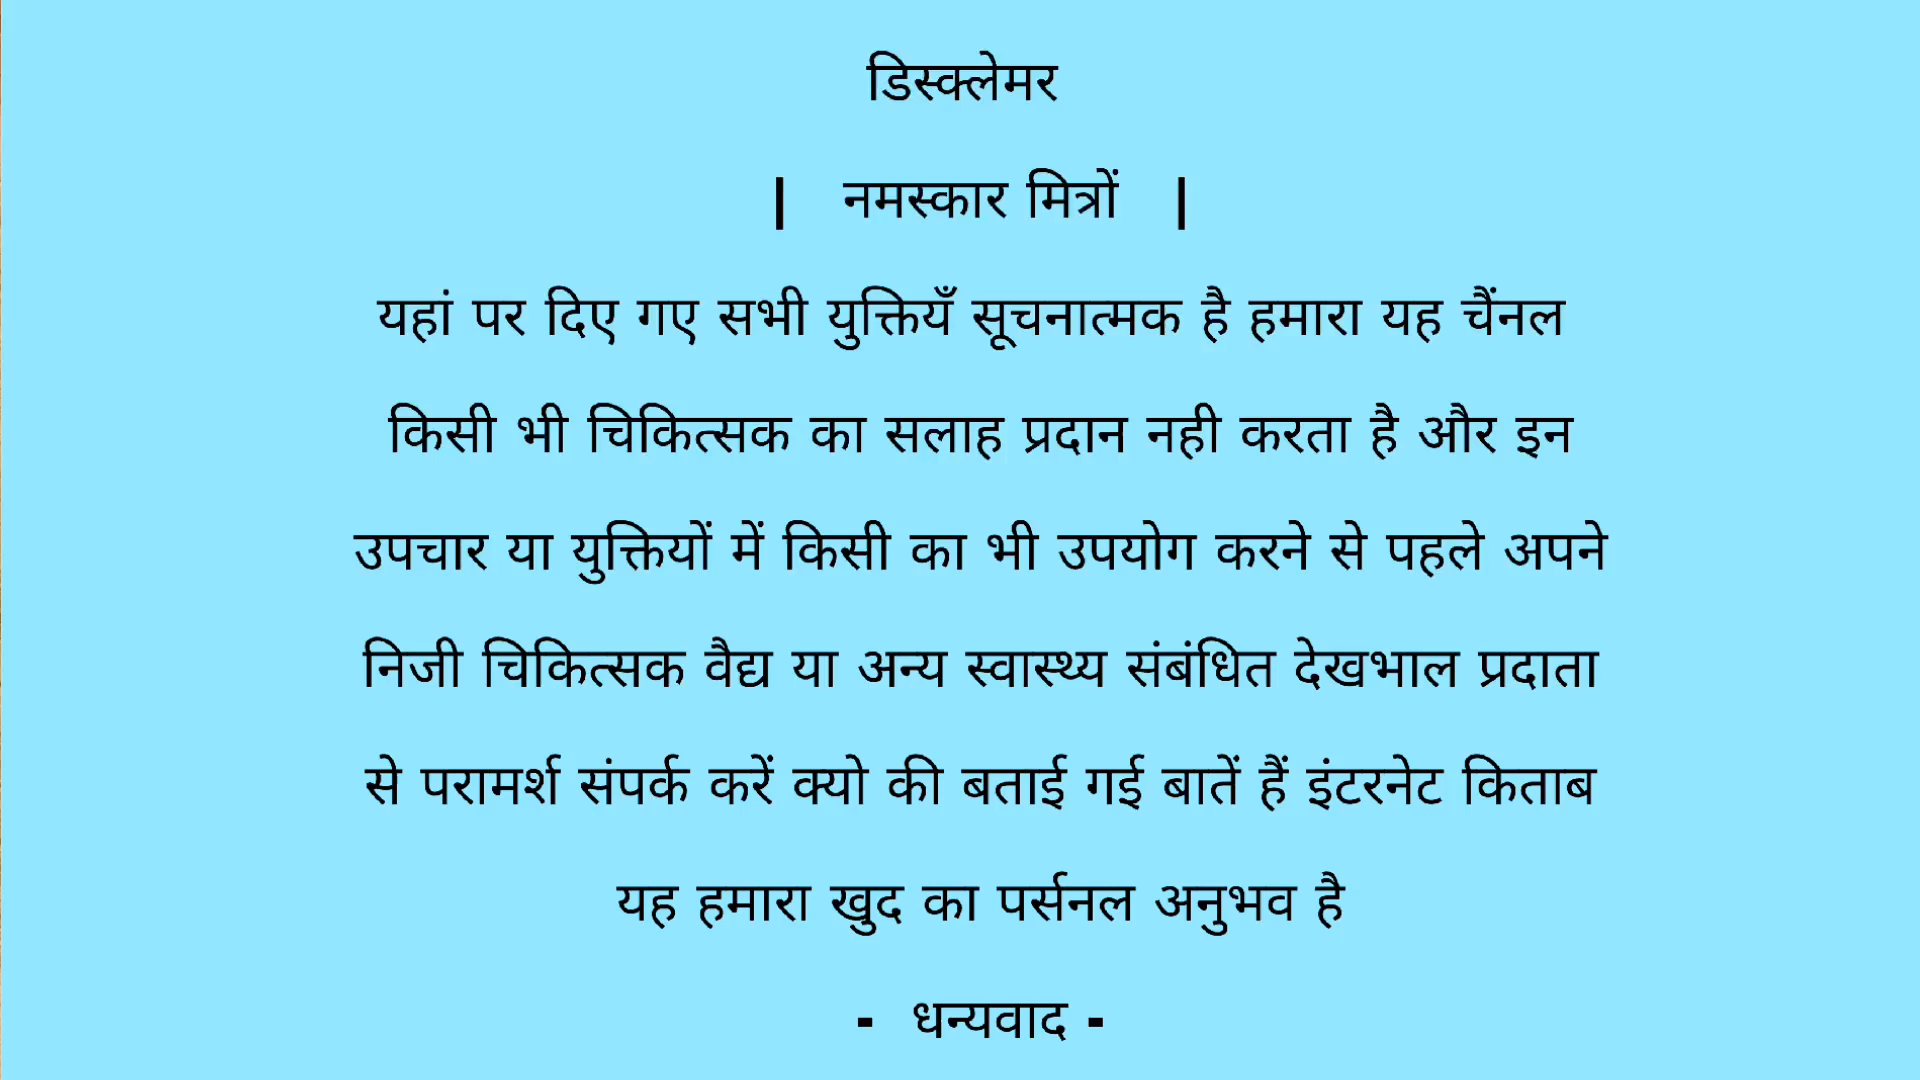 डिस्क्लेमर
| नमस्कार मित्रों |
यहां पर दिए गए सभी युक्तियँ सूचनात्मक है हमारा यह चैंनल
किसी भी चिकित्सक का सलाह प्रदान नही करता है और इन
उपचार या युक्तियों में किसी का भी उपयोग करने से पहले अपने
निजी चिकित्सक वैद्य या अन्य स्वास्थ्य संबंधित देखभाल प्रदाता
से परामर्श संपर्क करें क्यो की बताई गई बातें हैं इंटरनेट किताब
यह हमारा खुद का पर्सनल अनुभव है
- धन्यवाद -